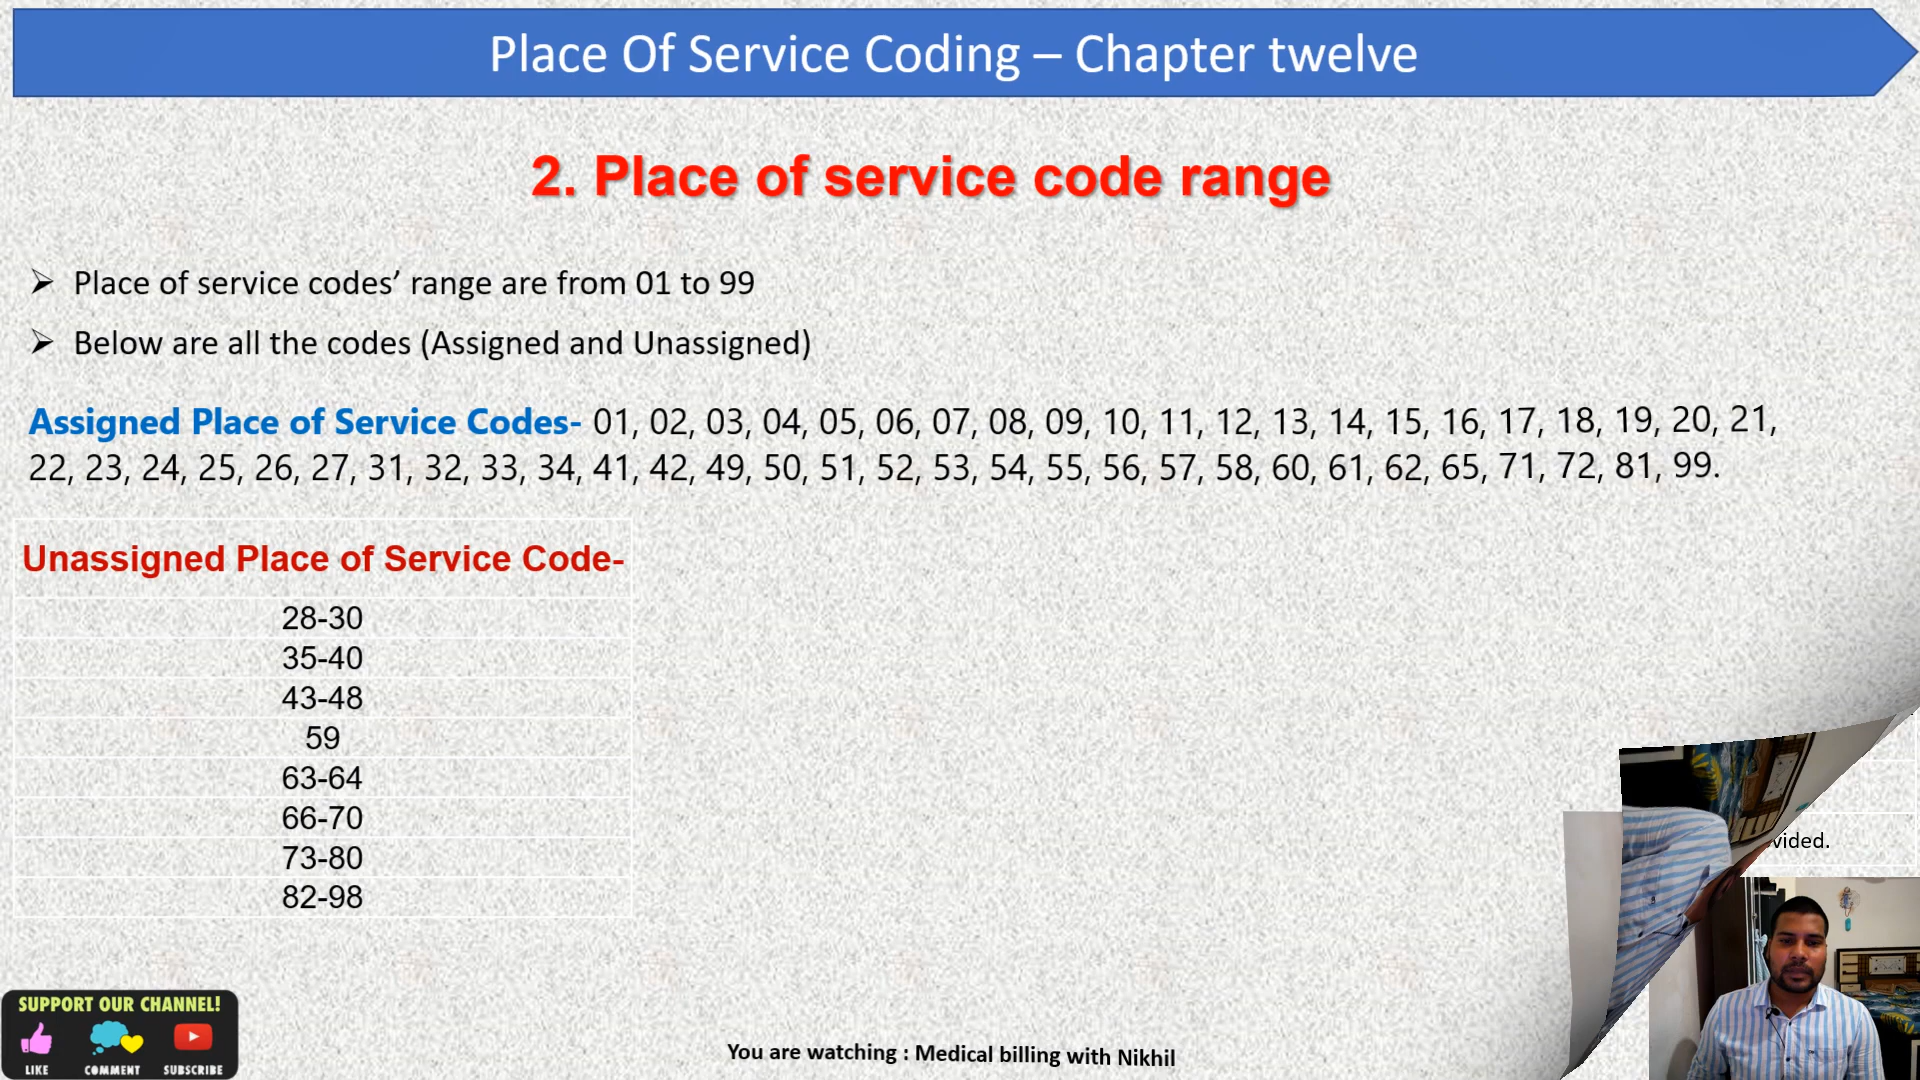 Place Of Service Coding – Chapter twelve
2. Place of service code range
Place of service codes’ range are from 01 to 99
Below are all the codes (Assigned and Unassigned)
Assigned Place of Service Codes- 01, 02, 03, 04, 05, 06, 07, 08, 09, 10, 11, 12, 13, 14, 15, 16, 17, 18, 19, 20, 21,
22, 23, 24, 25, 26, 27, 31, 32, 33, 34, 41, 42, 49, 50, 51, 52, 53, 54, 55, 56, 57, 58, 60, 61, 62, 65, 71, 72, 81, 99.
Unassigned Place of Service Code-
28-30
35-40
43-48
59
63-64
66-70
73-80
82-98
SUPPORT OUR CHANNEL!
LIKE COMMENT SUBSCRIBE
You are watching : Medical billing with Nikhil